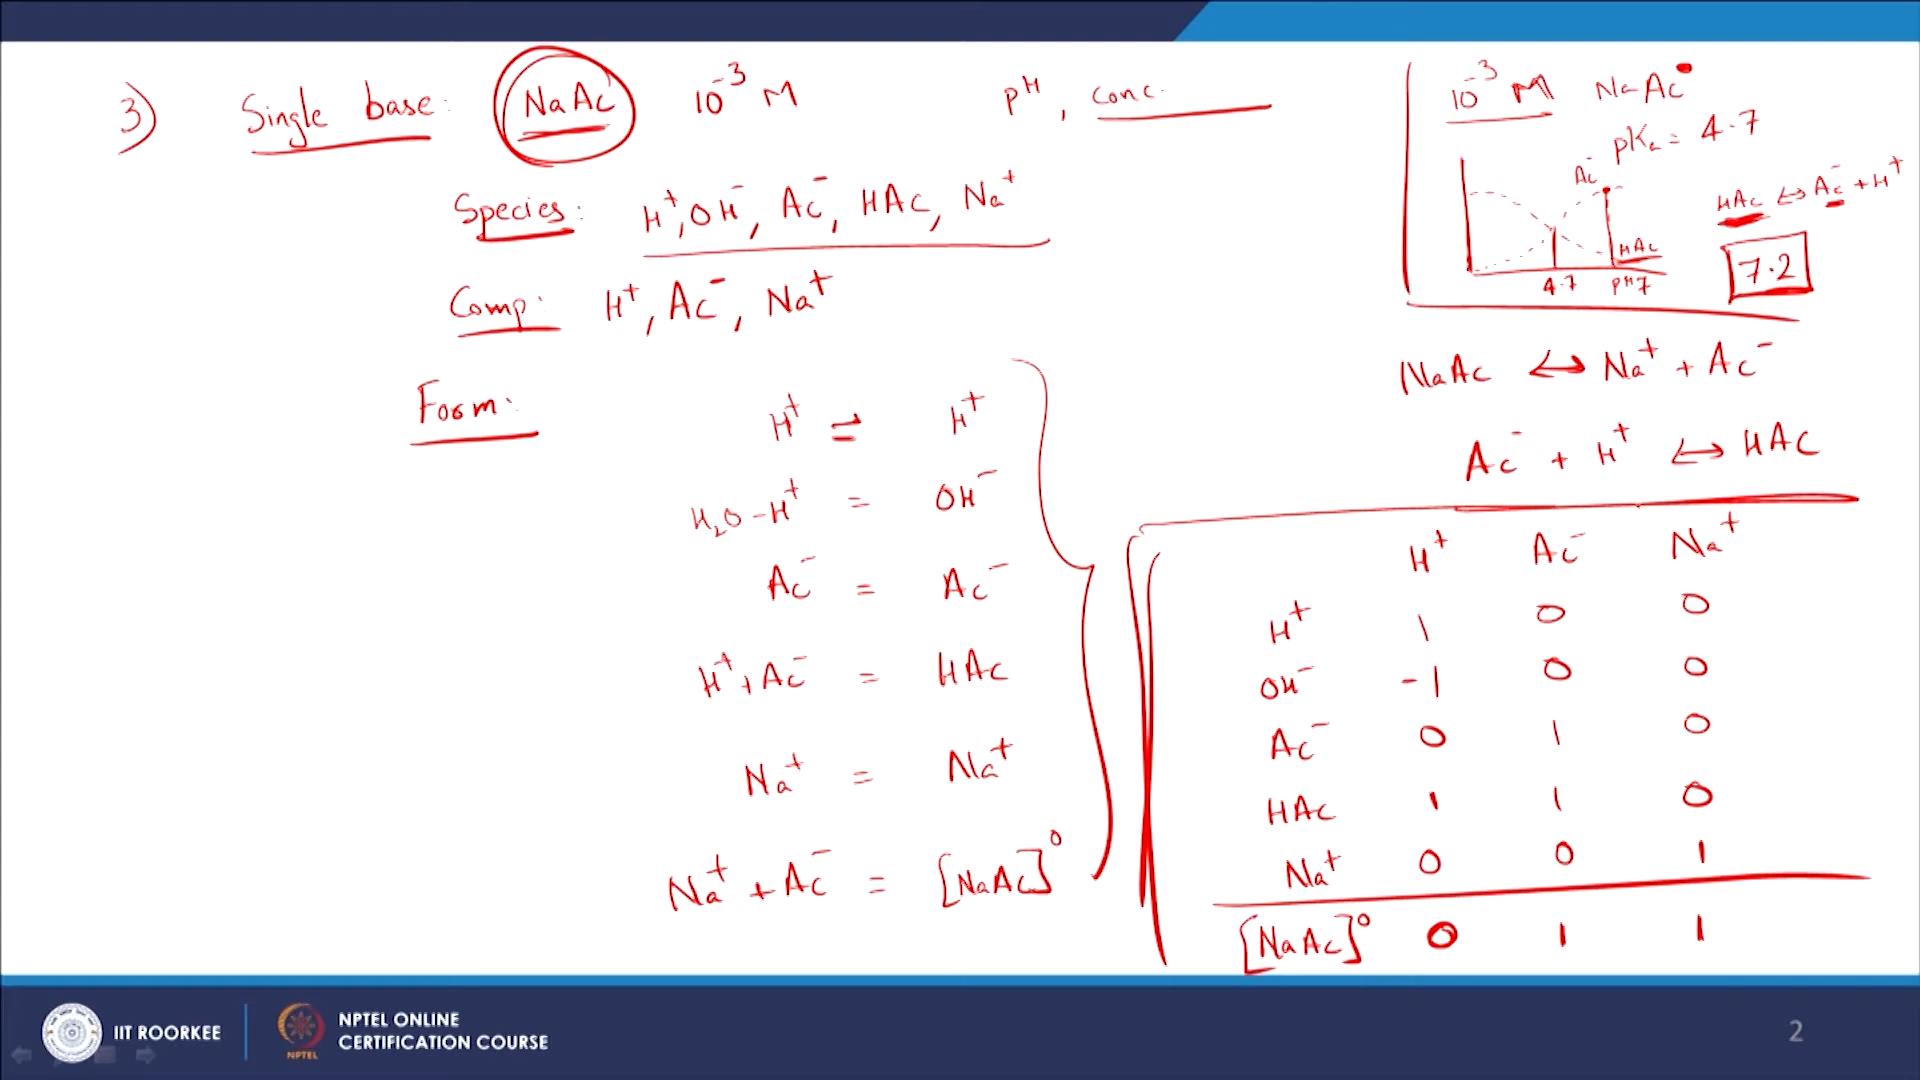 3) Single base: NaAc 10⁻³ M pH, conc.
Species: H⁺, OH⁻, Ac⁻, HAc, Na⁺
Comp: H⁺, Ac⁻, Na⁺
Form:
H⁺ ⇌ H⁺
H₂O - H⁺ = OH⁻
Ac⁻ = Ac⁻
H⁺ + Ac⁻ = HAc
Na⁺ = Na⁺
Na⁺ + Ac⁻ = [NaAc]⁰
10⁻³ M NaAc
pKₐ = 4.7
Ac⁻
HAc
4.7 pH7
HAc ↔ Ac⁻ + H⁺
7.2
NaAc ↔ Na⁺ + Ac⁻
Ac⁻ + H⁺ ↔ HAc
H⁺ Ac⁻ Na⁺
H⁺ 1 0 0
OH⁻ -1 0 0
Ac⁻ 0 1 0
HAc 1 1 0
Na⁺ 0 0 1
[NaAc]⁰ 0 1 1
IIT ROORKEE
NPTEL
NPTEL ONLINE
CERTIFICATION COURSE
2